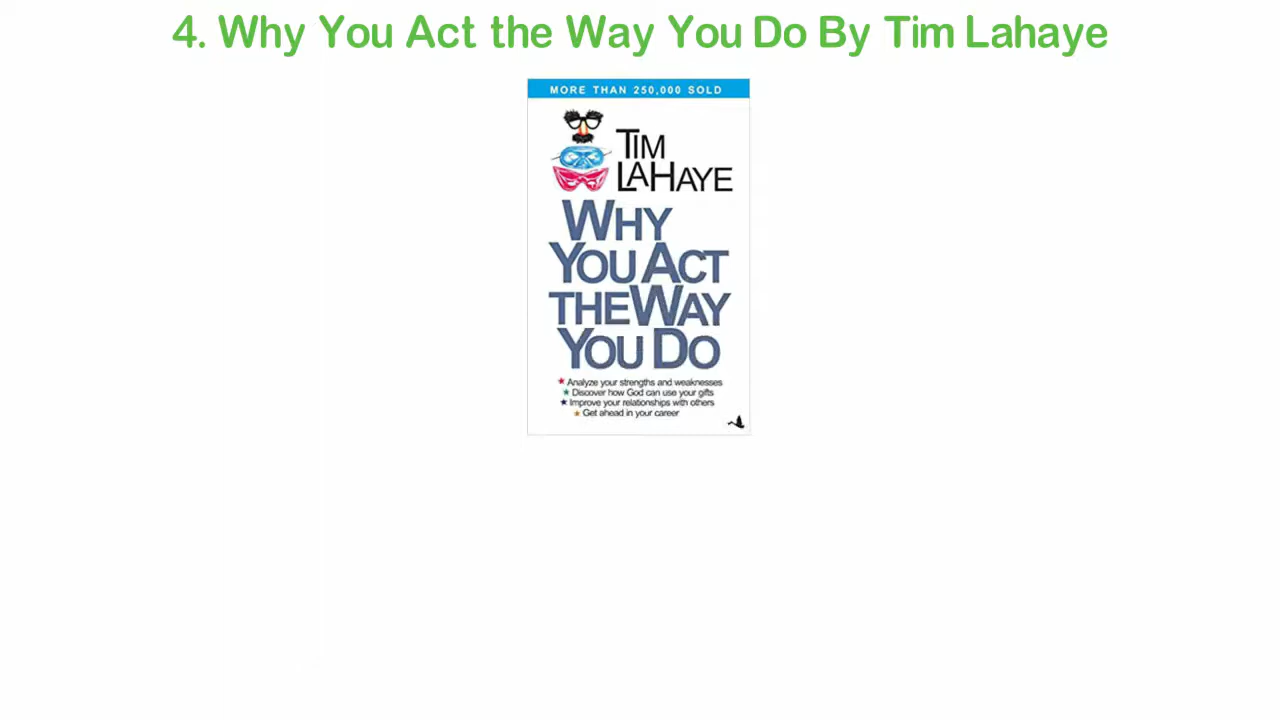 4. Why You Act the Way You Do By Tim Lahaye
MORE THAN 250,000 SOLD
TIM
LAHAYE
WHY
YOU ACT
THE WAY
YOU DO
★ Analyze your strengths and weaknesses
★ Discover how God can use your gifts
★ Improve your relationships with others
★ Get ahead in your career